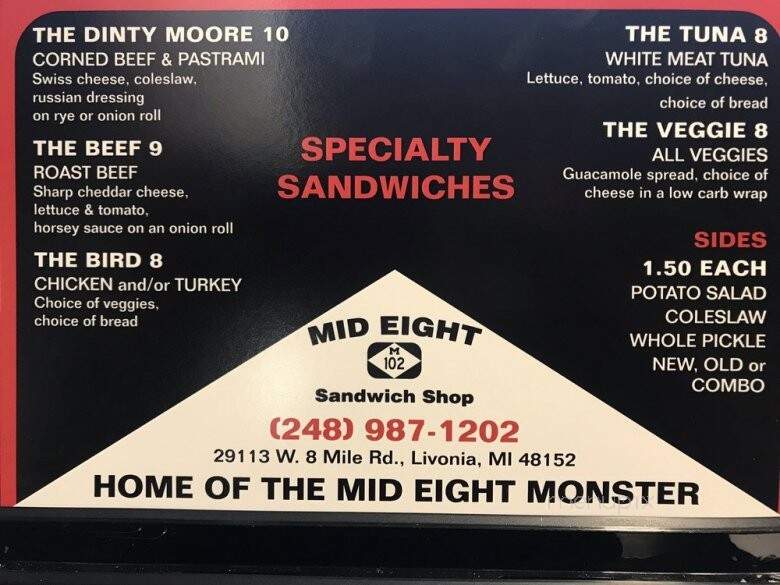 THE DINTY MOORE 10
CORNED BEEF & PASTRAMI
Swiss cheese, coleslaw,
russian dressing
on rye or onion roll
THE BEEF 9
ROAST BEEF
Sharp cheddar cheese,
lettuce & tomato,
horsey sauce on an onion roll
THE BIRD 8
CHICKEN and/or TURKEY
Choice of veggies,
choice of bread
SPECIALTY
SANDWICHES
THE TUNA 8
WHITE MEAT TUNA
Lettuce, tomato, choice of cheese,
choice of bread
THE VEGGIE 8
ALL VEGGIES
Guacamole spread, choice of
cheese in a low carb wrap
SIDES
1.50 EACH
POTATO SALAD
COLESLAW
WHOLE PICKLE
NEW, OLD or
COMBO
MID EIGHT
M
102
Sandwich Shop
(248) 987-1202
29113 W. 8 Mile Rd., Livonia, MI 48152
HOME OF THE MID EIGHT MONSTER
menupix